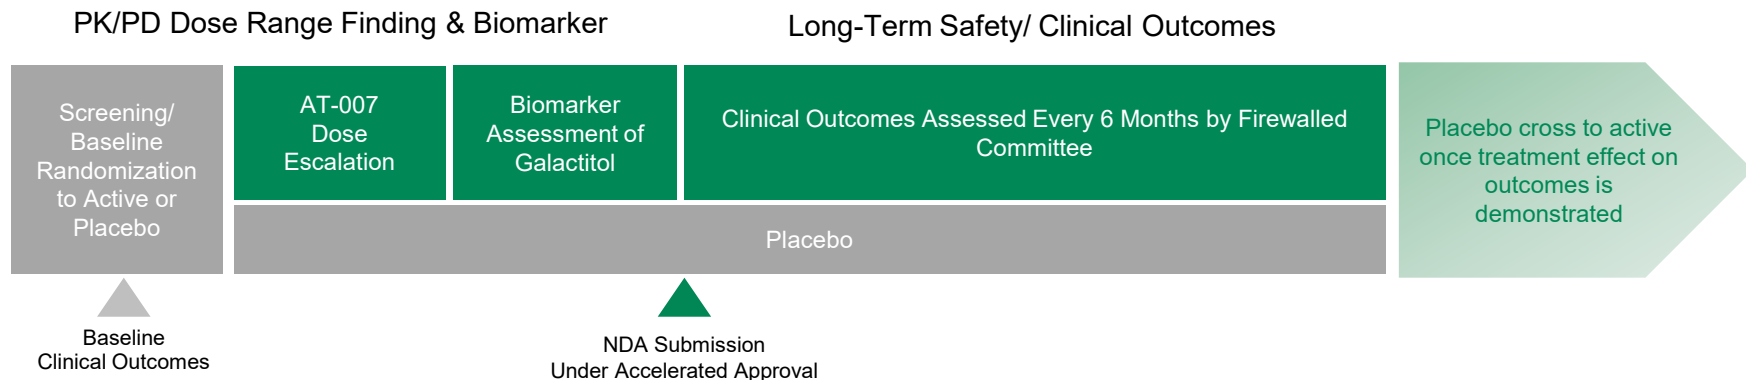 PK/PD Dose Range Finding & Biomarker
Long-Term Safety/ Clinical Outcomes
Screening/
Baseline
Randomization
to Active or
Placebo
AT-007
Dose
Escalation
Biomarker
Assessment of
Galactitol
Clinical Outcomes Assessed Every 6 Months by Firewalled
Committee
Placebo cross to active
once treatment effect on
outcomes is
demonstrated
Placebo
Baseline
Clinical Outcomes
NDA Submission
Under Accelerated Approval